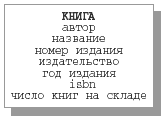 КНИГА
автор
название
номер издания
издательство
год издания
isbn
число книг на складе